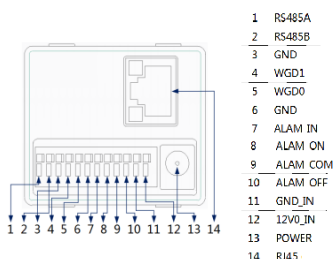 1 RS485A
2 RS485B
3 GND
4 WGD1
5 WGD0
6 GND
7 ALAM IN
8 ALAM ON
9 ALAM COM
10 ALAM OFF
11 GND_IN
12 12V0_IN
13 POWER
14 RJ45
1 2 3 4 5 6 7 8 9 10 11 12 13 14